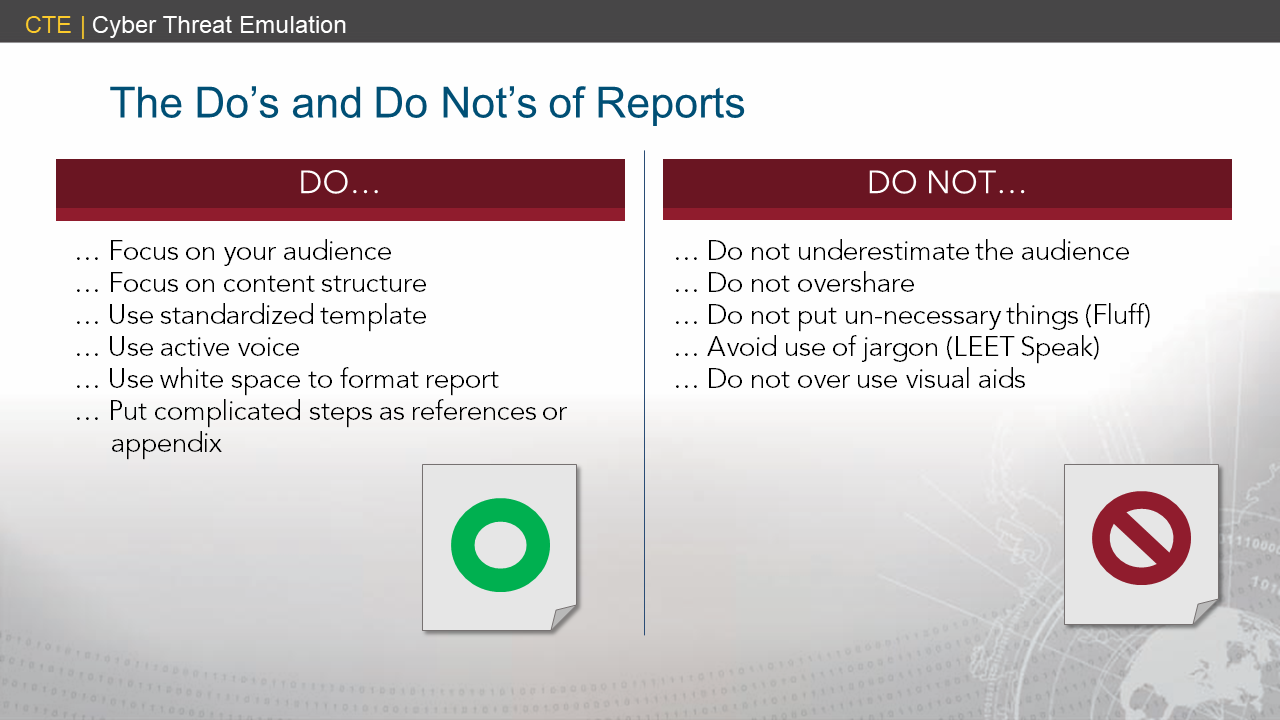 CTE | Cyber Threat Emulation
The Do’s and Do Not’s of Reports
DO…
… Focus on your audience
… Focus on content structure
… Use standardized template
… Use active voice
… Use white space to format report
… Put complicated steps as references or
appendix
DO NOT…
… Do not underestimate the audience
… Do not overshare
… Do not put un-necessary things (Fluff)
… Avoid use of jargon (LEET Speak)
… Do not over use visual aids